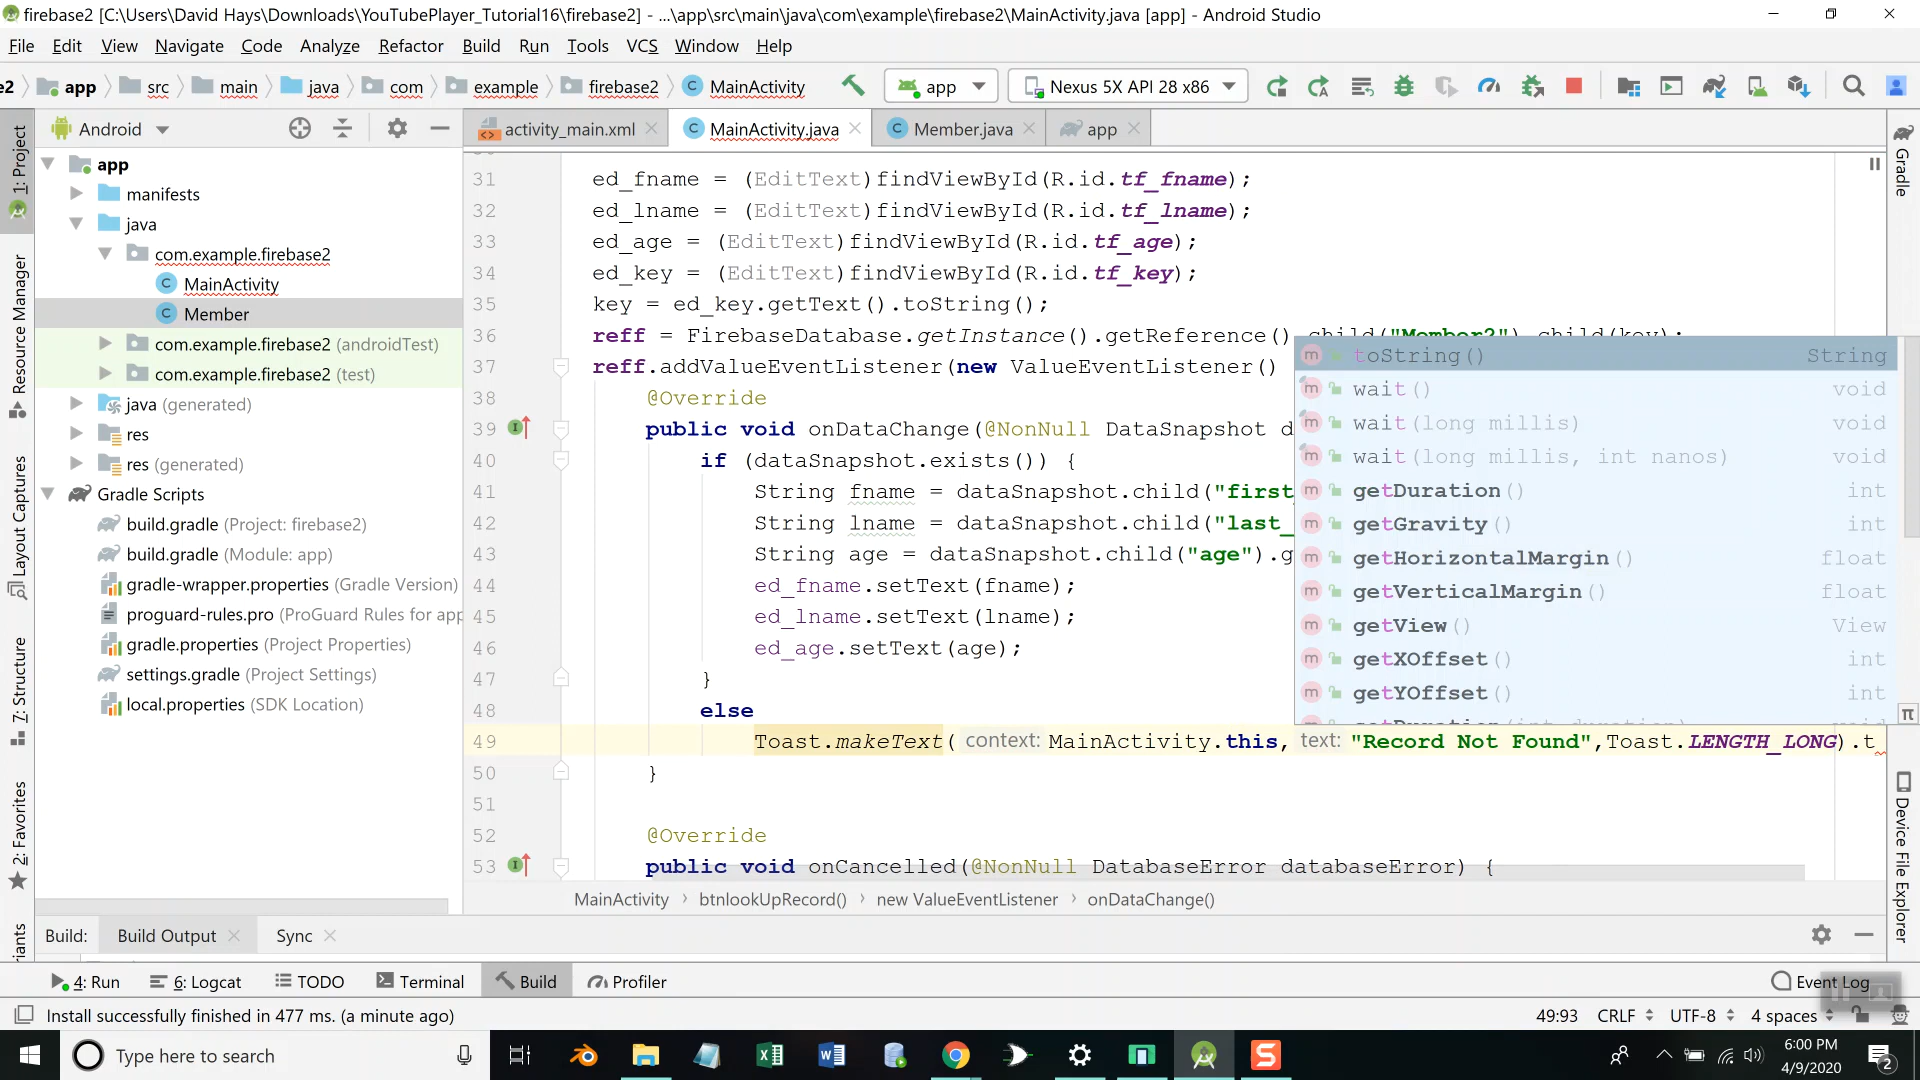 firebase2 [C:\Users\David Hays\Downloads\YouTubePlayer_Tutorial16\firebase2] - ...\app\src\main\java\com\example\firebase2\MainActivity.java [app] - Android Studio
File Edit View Navigate Code Analyze Refactor Build Run Tools VCS Window Help
e2 app src main java com example firebase2 MainActivity app Nexus 5X API 28 x86
Android activity_main.xml MainActivity.java Member.java app
1: Project
Resource Manager
Layout Captures
7: Structure
2: Favorites
iants
app
manifests
java
com.example.firebase2
MainActivity
Member
com.example.firebase2 (androidTest)
com.example.firebase2 (test)
java (generated)
res
res (generated)
Gradle Scripts
build.gradle (Project: firebase2)
build.gradle (Module: app)
gradle-wrapper.properties (Gradle Version)
proguard-rules.pro (ProGuard Rules for app
gradle.properties (Project Properties)
settings.gradle (Project Settings)
local.properties (SDK Location)
31 ed_fname = (EditText)findViewById(R.id.tf_fname);
32 ed_lname = (EditText)findViewById(R.id.tf_lname);
33 ed_age = (EditText)findViewById(R.id.tf_age);
34 ed_key = (EditText)findViewById(R.id.tf_key);
35 key = ed_key.getText().toString();
36 reff = FirebaseDatabase.getInstance().getReference().child("Member2").child(key);
37 reff.addValueEventListener(new ValueEventListener()
38 @Override
39 public void onDataChange(@NonNull DataSnapshot d
40 if (dataSnapshot.exists()) {
41 String fname = dataSnapshot.child("first_
42 String lname = dataSnapshot.child("last_
43 String age = dataSnapshot.child("age").g
44 ed_fname.setText(fname);
45 ed_lname.setText(lname);
46 ed_age.setText(age);
47 }
48 else
49 Toast.makeText( context: MainActivity.this, text: "Record Not Found",Toast.LENGTH_LONG).t
50 }
51
52 @Override
53 public void onCancelled(@NonNull DatabaseError databaseError) {
toString() String
wait() void
wait(long millis) void
wait(long millis, int nanos) void
getDuration() int
getGravity() int
getHorizontalMargin() float
getVerticalMargin() float
getView() View
getXOffset() int
getYOffset() int
Gradle
Device File Explorer
MainActivity btnlookUpRecord() new ValueEventListener onDataChange()
Build: Build Output Sync
4: Run 6: Logcat TODO Terminal Build Profiler Event Log
Install successfully finished in 477 ms. (a minute ago) 49:93 CRLF UTF-8 4 spaces
Type here to search
6:00 PM
4/9/2020
2